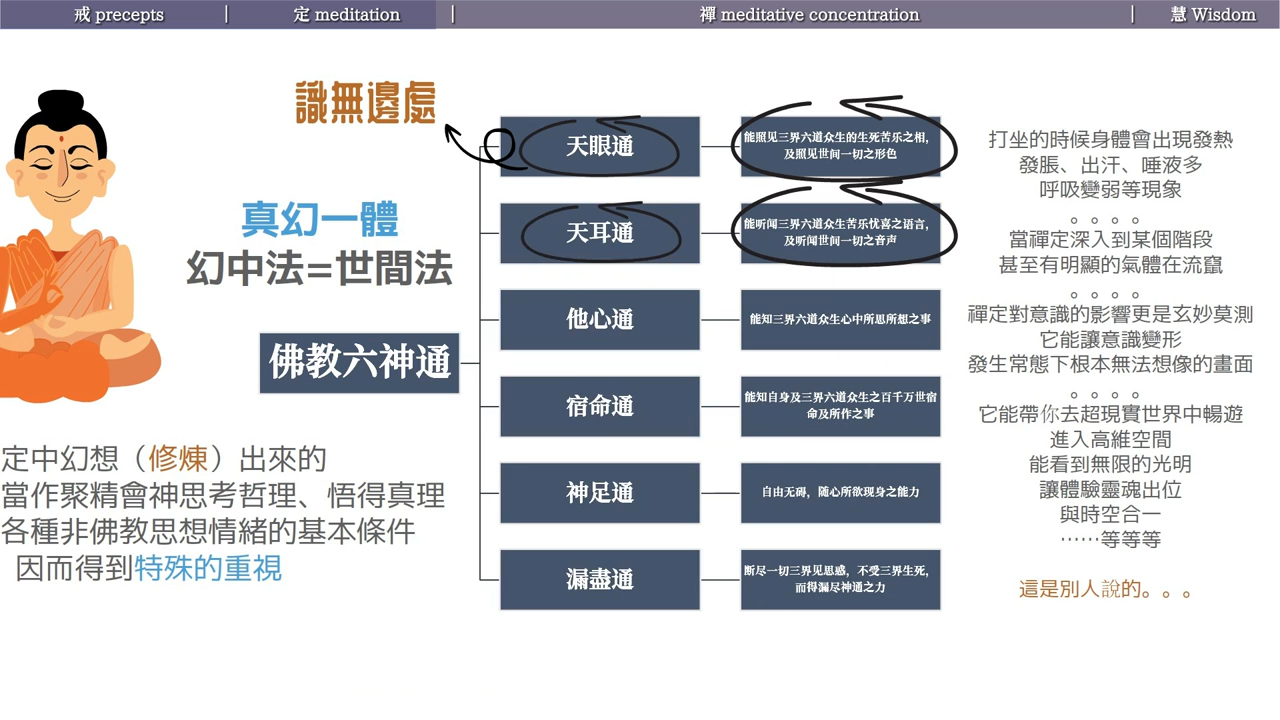 戒 precepts | 定 meditation | 禪 meditative concentration | 慧 Wisdom
識無邊處
真幻一體
幻中法=世間法
佛教六神通
定中幻想（修煉）出來的
當作聚精會神思考哲理、悟得真理
各種非佛教思想情緒的基本條件
因而得到特殊的重視
天眼通
能照见三界六道众生的生死苦乐之相，
及照见世间一切之形色
天耳通
能听闻三界六道众生苦乐忧喜之语言，
及听闻世间一切之音声
他心通
能知三界六道众生心中所思所想之事
宿命通
能知自身及三界六道众生之百千万世宿
命及所作之事
神足通
自由无碍，随心所欲现身之能力
漏盡通
断尽一切三界见思惑，不受三界生死，
而得漏尽神通之力
打坐的時候身體會出現發熱
發脹、出汗、唾液多
呼吸變弱等現象
。。。。
當禪定深入到某個階段
甚至有明顯的氣體在流竄
。。。。
禪定對意識的影響更是玄妙莫測
它能讓意識變形
發生常態下根本無法想像的畫面
。。。。
它能帶你去超現實世界中暢遊
進入高維空間
能看到無限的光明
讓體驗靈魂出位
與時空合一
……等等等
這是別人說的。。。